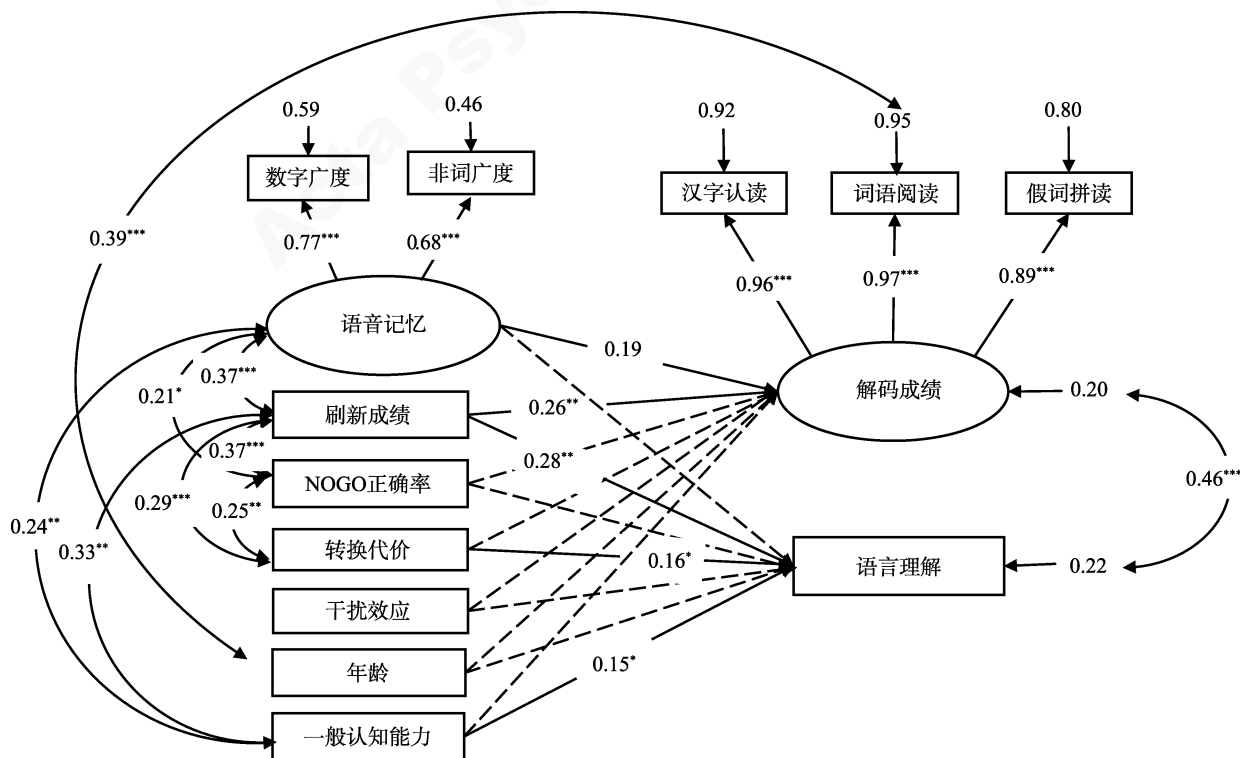 Acta Psy
0.59
0.46
0.92
0.95
0.80
数字广度
非词广度
汉字认读
词语阅读
假词拼读
0.39***
0.77***
0.68***
0.96***
0.97***
0.89***
语音记忆
0.19
解码成绩
0.20
0.37***
0.21*
刷新成绩
0.26**
0.37***
0.28**
NOGO正确率
0.46***
0.29***
0.25**
0.24**
0.33**
转换代价
0.16*
语言理解
0.22
干扰效应
年龄
0.15*
一般认知能力